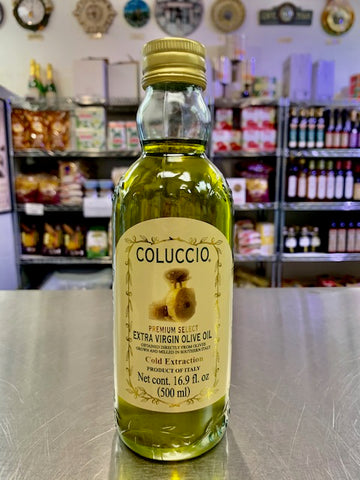 COLUCCIO.
PREMIUM SELECT
EXTRA VIRGIN OLIVE OIL
OBTAINED DIRECTLY FROM OLIVES
GROWN AND MILLED IN SOUTHERN ITALY
Cold Extraction
PRODUCT OF ITALY
Net cont. 16.9 fl. oz
(500 ml)